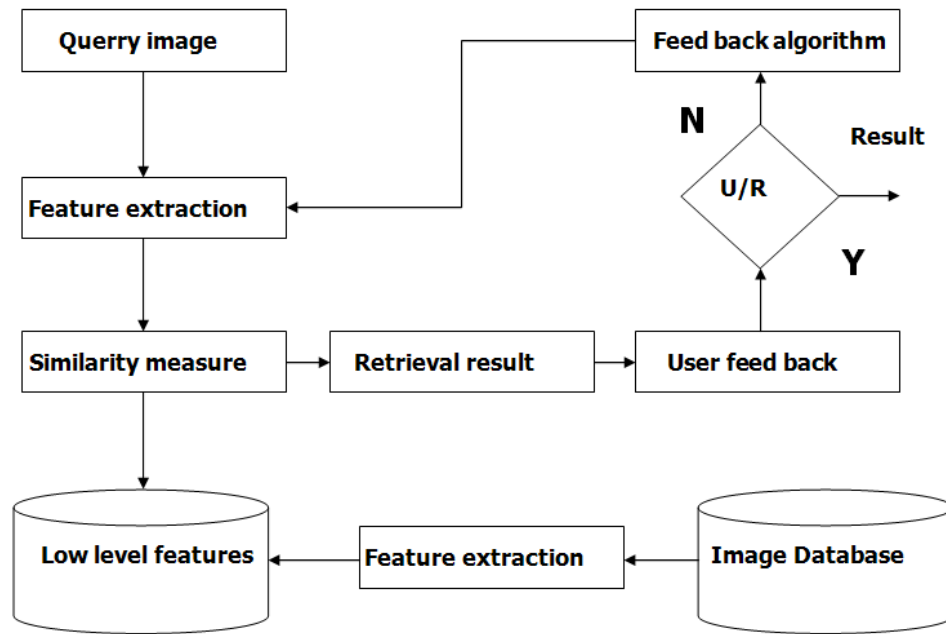 Querry image
Feed back algorithm
N
Result
U/R
Feature extraction
Y
Similarity measure
Retrieval result
User feed back
Low level features
Feature extraction
Image Database